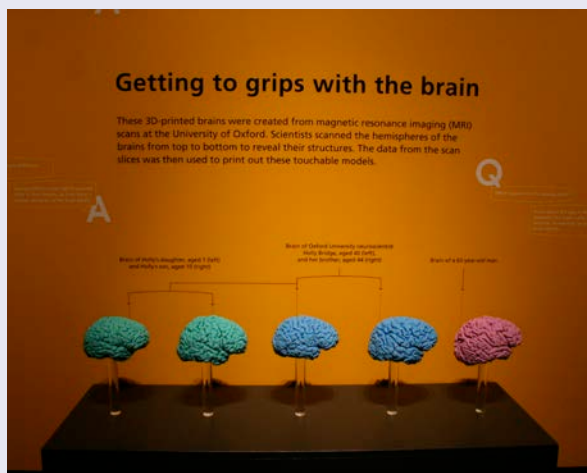 Getting to grips with the brain
These 3D-printed brains were created from magnetic resonance imaging (MRI)
scans at the University of Oxford. Scientists scanned the hemispheres of the
brains from top to bottom to reveal their structures. The data from the scan
slices was then used to print out these touchable models.
Q
A
Brain of Holly's daughter, aged 7 (left)
and Holly's son, aged 10 (right)
Brain of Oxford University neuroscientist
Holly Bridge, aged 40 (left),
and her brother, aged 44 (right)
Brain of a 63-year-old man